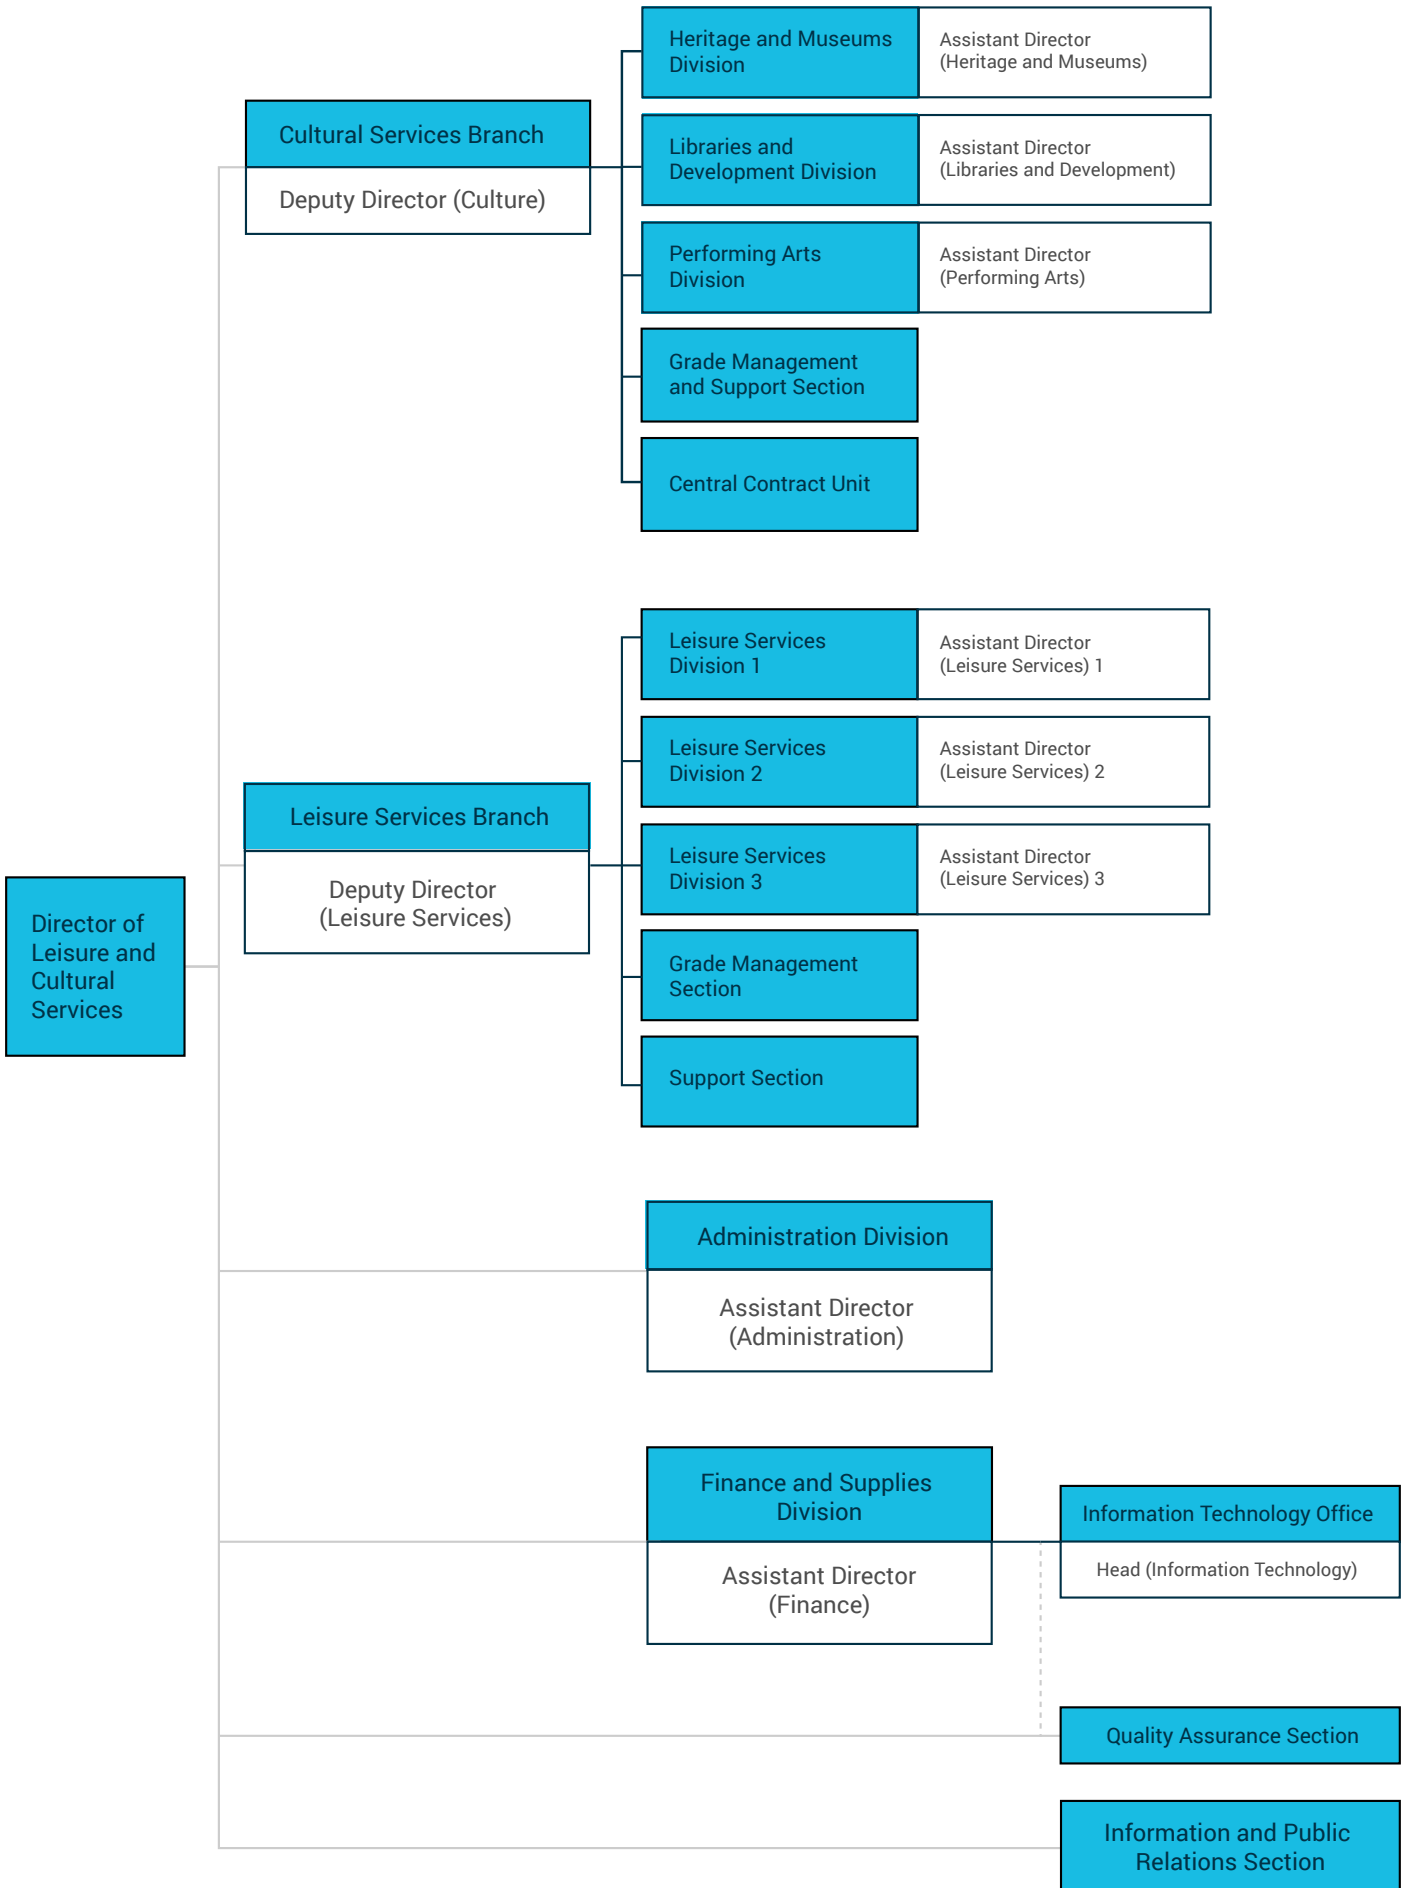 Heritage and Museums
Division
Assistant Director
(Heritage and Museums)
Cultural Services Branch
Deputy Director (Culture)
Libraries and
Development Division
Assistant Director
(Libraries and Development)
Performing Arts
Division
Assistant Director
(Performing Arts)
Grade Management
and Support Section
Central Contract Unit
Leisure Services
Division 1
Assistant Director
(Leisure Services) 1
Leisure Services
Division 2
Assistant Director
(Leisure Services) 2
Leisure Services Branch
Deputy Director
(Leisure Services)
Leisure Services
Division 3
Assistant Director
(Leisure Services) 3
Director of
Leisure and
Cultural
Services
Grade Management
Section
Support Section
Administration Division
Assistant Director
(Administration)
Finance and Supplies
Division
Assistant Director
(Finance)
Information Technology Office
Head (Information Technology)
Quality Assurance Section
Information and Public
Relations Section